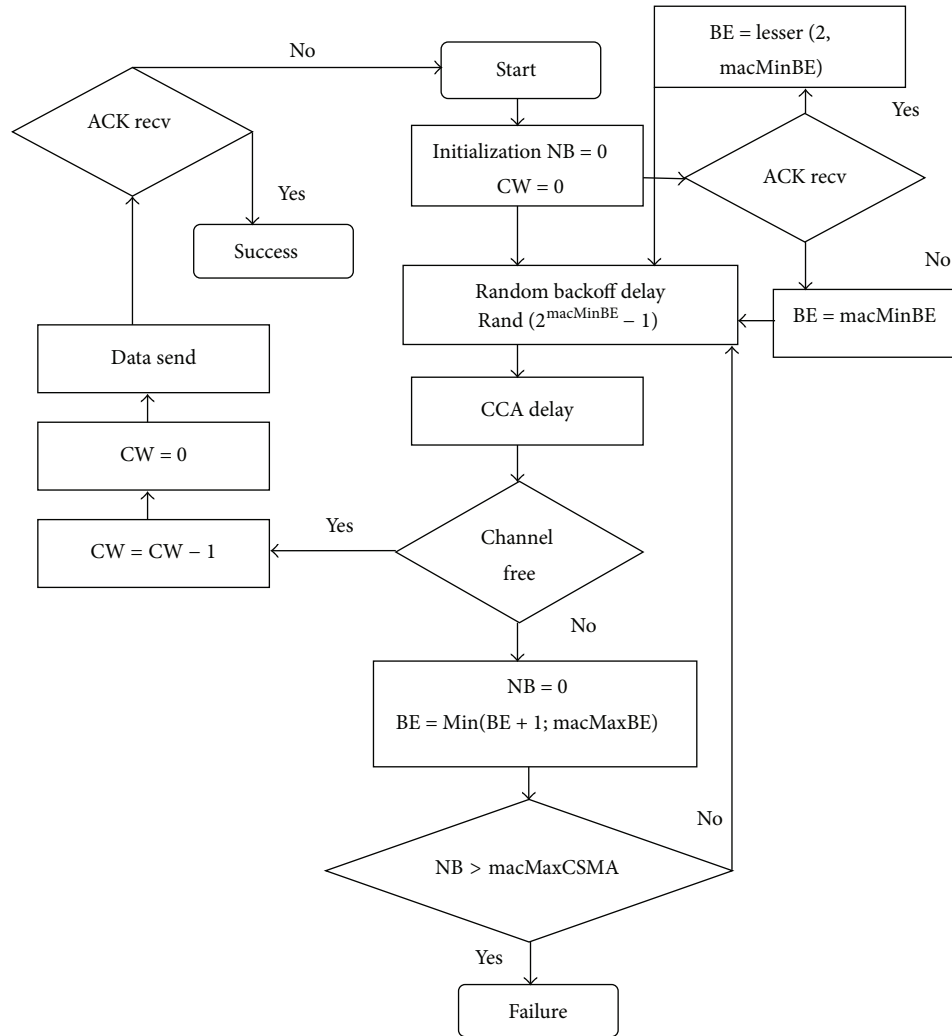 No
Start
BE = lesser (2,
macMinBE)
ACK recv
Yes
Initialization NB = 0
CW = 0
Yes
ACK recv
Success
No
Random backoff delay
Rand (2^macMinBE − 1)
BE = macMinBE
Data send
CCA delay
CW = 0
Yes
CW = CW − 1
Channel
free
No
NB = 0
BE = Min(BE + 1; macMaxBE)
No
NB > macMaxCSMA
Yes
Failure